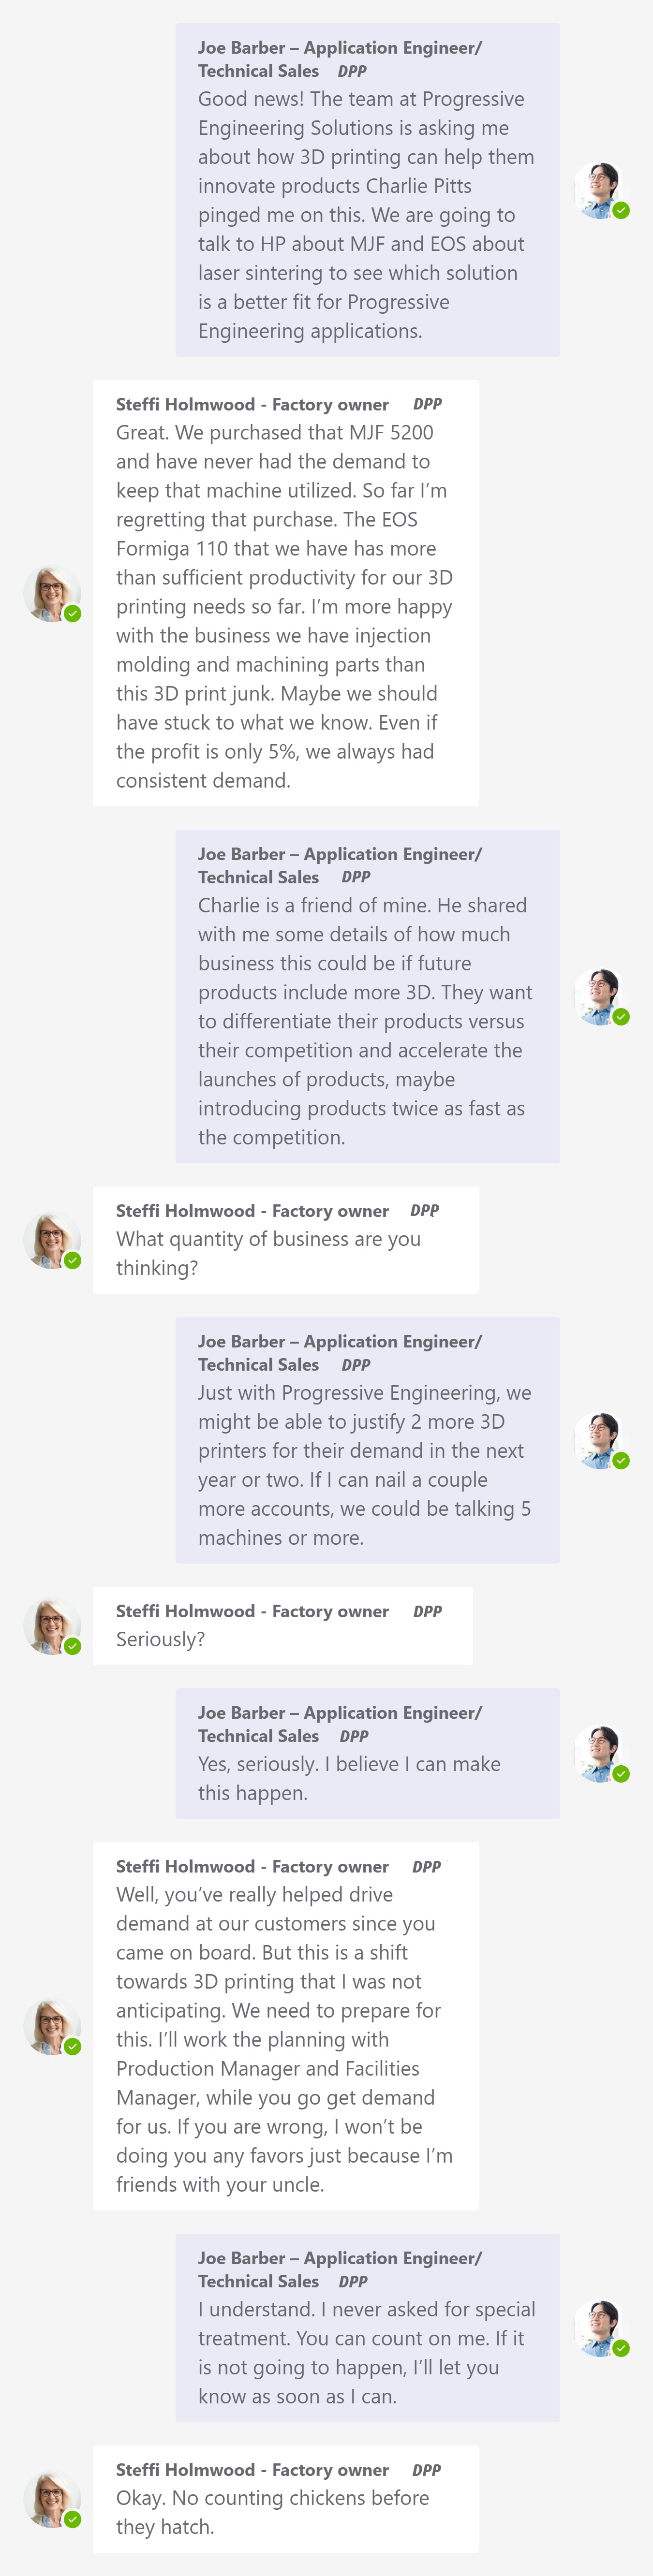 Joe Barber – Application Engineer/
Technical Sales DPP
Good news! The team at Progressive
Engineering Solutions is asking me
about how 3D printing can help them
innovate products Charlie Pitts
pinged me on this. We are going to
talk to HP about MJF and EOS about
laser sintering to see which solution
is a better fit for Progressive
Engineering applications.
Steffi Holmwood - Factory owner DPP
Great. We purchased that MJF 5200
and have never had the demand to
keep that machine utilized. So far I’m
regretting that purchase. The EOS
Formiga 110 that we have has more
than sufficient productivity for our 3D
printing needs so far. I’m more happy
with the business we have injection
molding and machining parts than
this 3D print junk. Maybe we should
have stuck to what we know. Even if
the profit is only 5%, we always had
consistent demand.
Joe Barber – Application Engineer/
Technical Sales DPP
Charlie is a friend of mine. He shared
with me some details of how much
business this could be if future
products include more 3D. They want
to differentiate their products versus
their competition and accelerate the
launches of products, maybe
introducing products twice as fast as
the competition.
Steffi Holmwood - Factory owner DPP
What quantity of business are you
thinking?
Joe Barber – Application Engineer/
Technical Sales DPP
Just with Progressive Engineering, we
might be able to justify 2 more 3D
printers for their demand in the next
year or two. If I can nail a couple
more accounts, we could be talking 5
machines or more.
Steffi Holmwood - Factory owner DPP
Seriously?
Joe Barber – Application Engineer/
Technical Sales DPP
Yes, seriously. I believe I can make
this happen.
Steffi Holmwood - Factory owner DPP
Well, you’ve really helped drive
demand at our customers since you
came on board. But this is a shift
towards 3D printing that I was not
anticipating. We need to prepare for
this. I’ll work the planning with
Production Manager and Facilities
Manager, while you go get demand
for us. If you are wrong, I won’t be
doing you any favors just because I’m
friends with your uncle.
Joe Barber – Application Engineer/
Technical Sales DPP
I understand. I never asked for special
treatment. You can count on me. If it
is not going to happen, I’ll let you
know as soon as I can.
Steffi Holmwood - Factory owner DPP
Okay. No counting chickens before
they hatch.